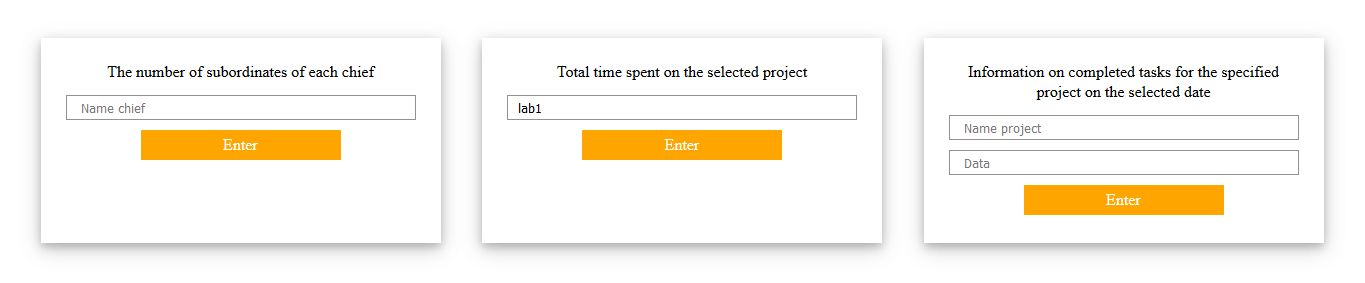 The number of subordinates of each chief
Name chief
Enter
Total time spent on the selected project
lab1
Enter
Information on completed tasks for the specified
project on the selected date
Name project
Data
Enter